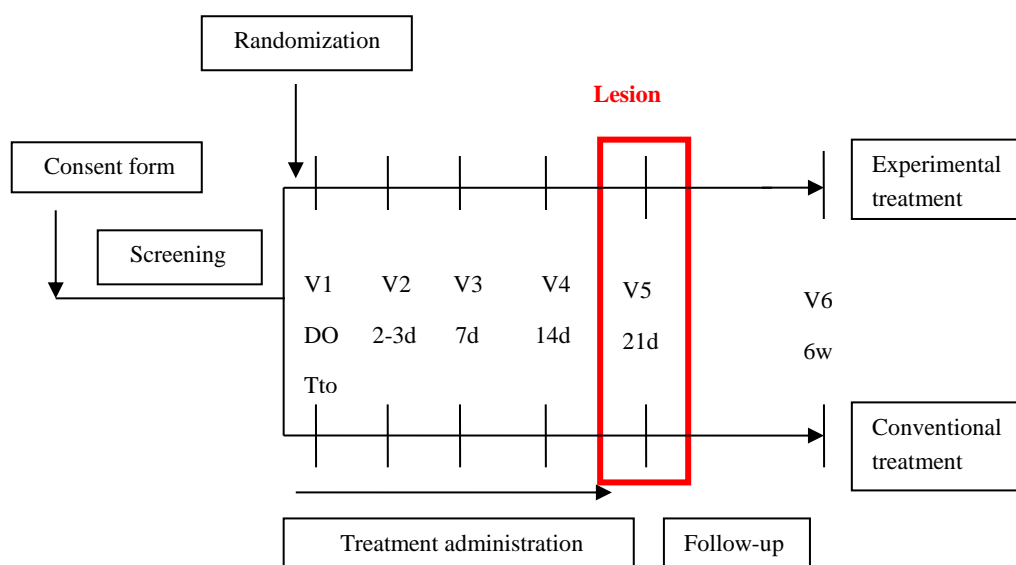 Randomization
Lesion
Consent form
Experimental
treatment
Screening
V1
DO
Tto
V2
2-3d
V3
7d
V4
14d
V5
21d
V6
6w
Conventional
treatment
Treatment administration
Follow-up